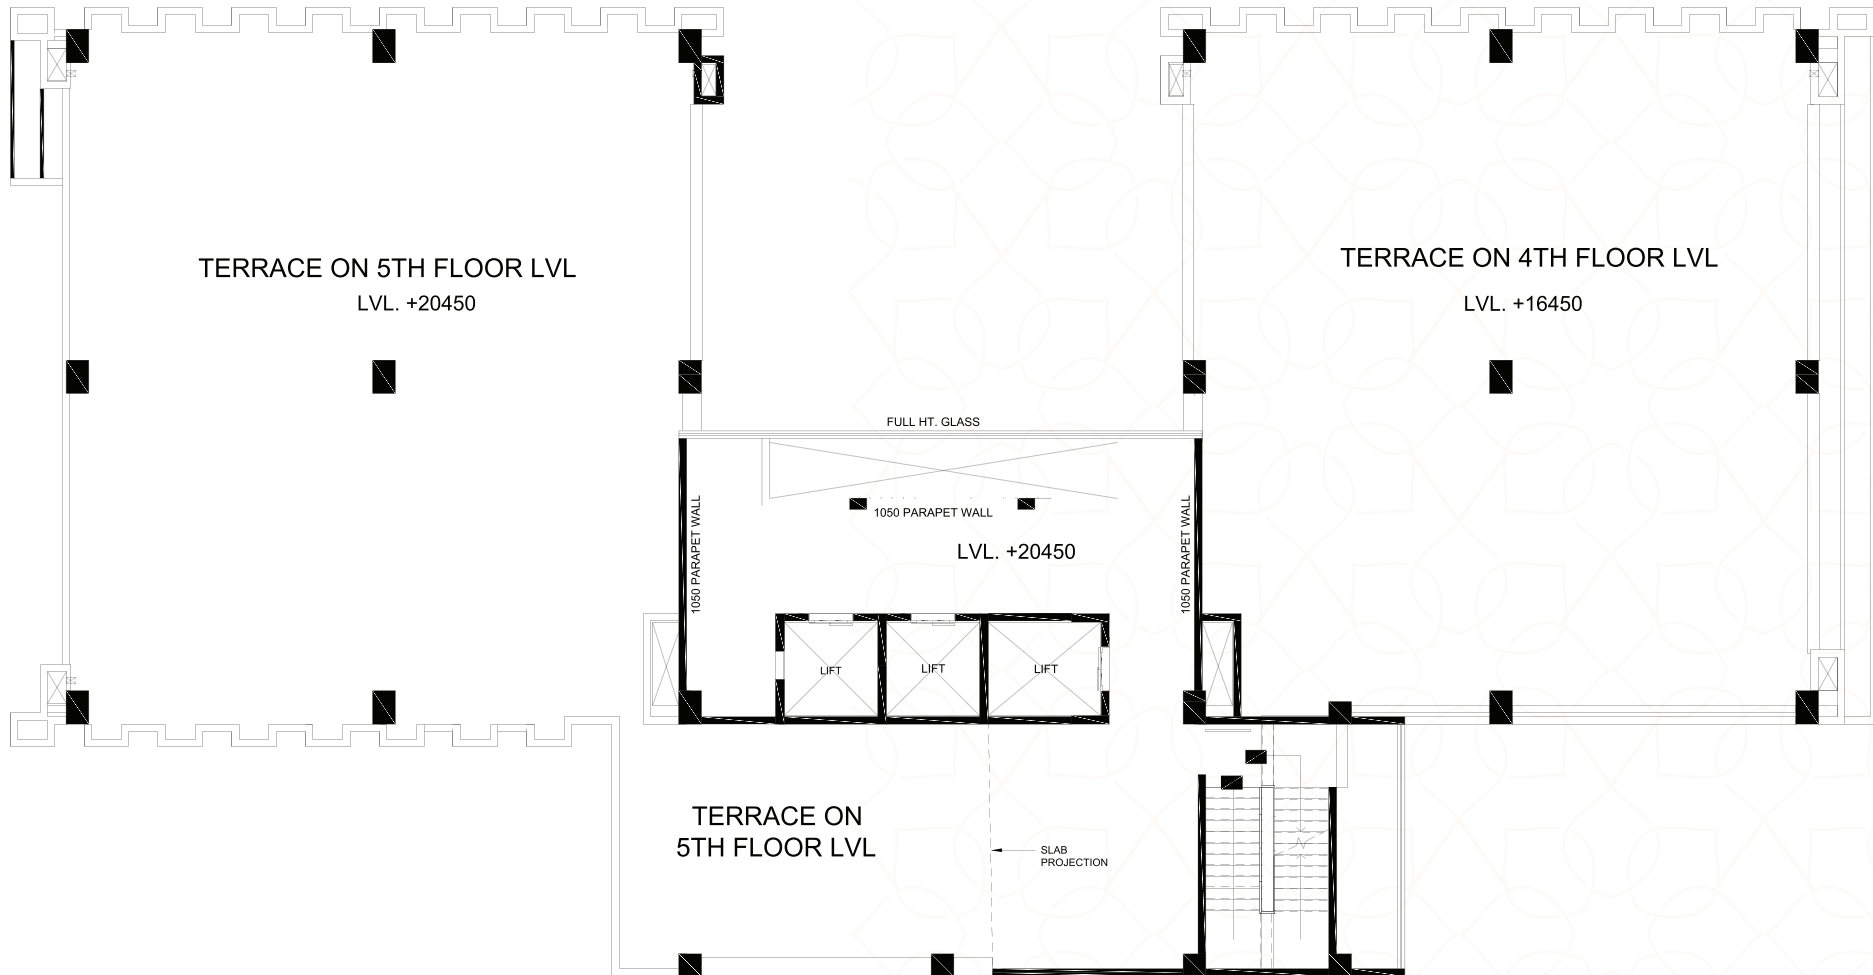 TERRACE ON 5TH FLOOR LVL
LVL. +20450
TERRACE ON 4TH FLOOR LVL
LVL. +16450
FULL HT. GLASS
1050 PARAPET WALL
1050 PARAPET WALL
1050 PARAPET WALL
LVL. +20450
LIFT
LIFT
LIFT
TERRACE ON
5TH FLOOR LVL
SLAB
PROJECTION